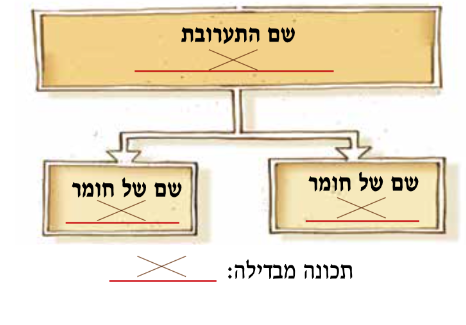 שם התערובת
שם של חומר
שם של חומר
תכונה מבדילה: